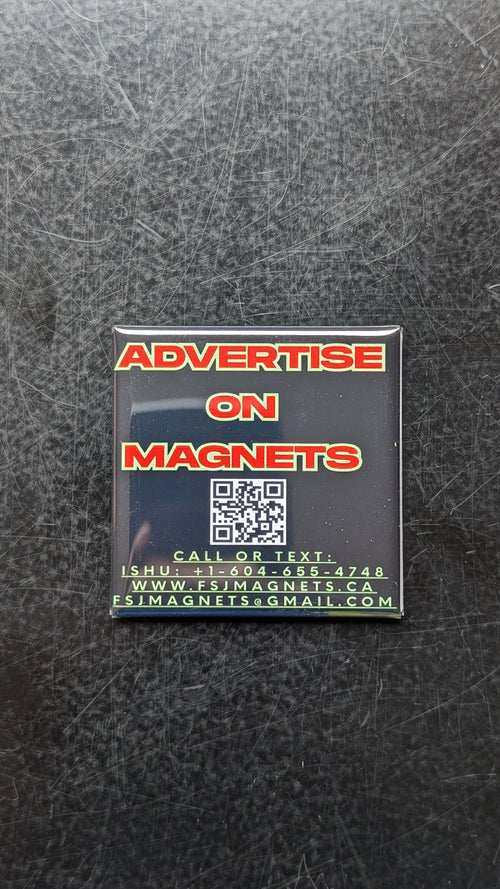 ADVERTISE
ON
MAGNETS
CALL OR TEXT:
ISHU: +1-604-655-4748
WWW.FSJMAGNETS.CA
FSJMAGNETS@GMAIL.COM